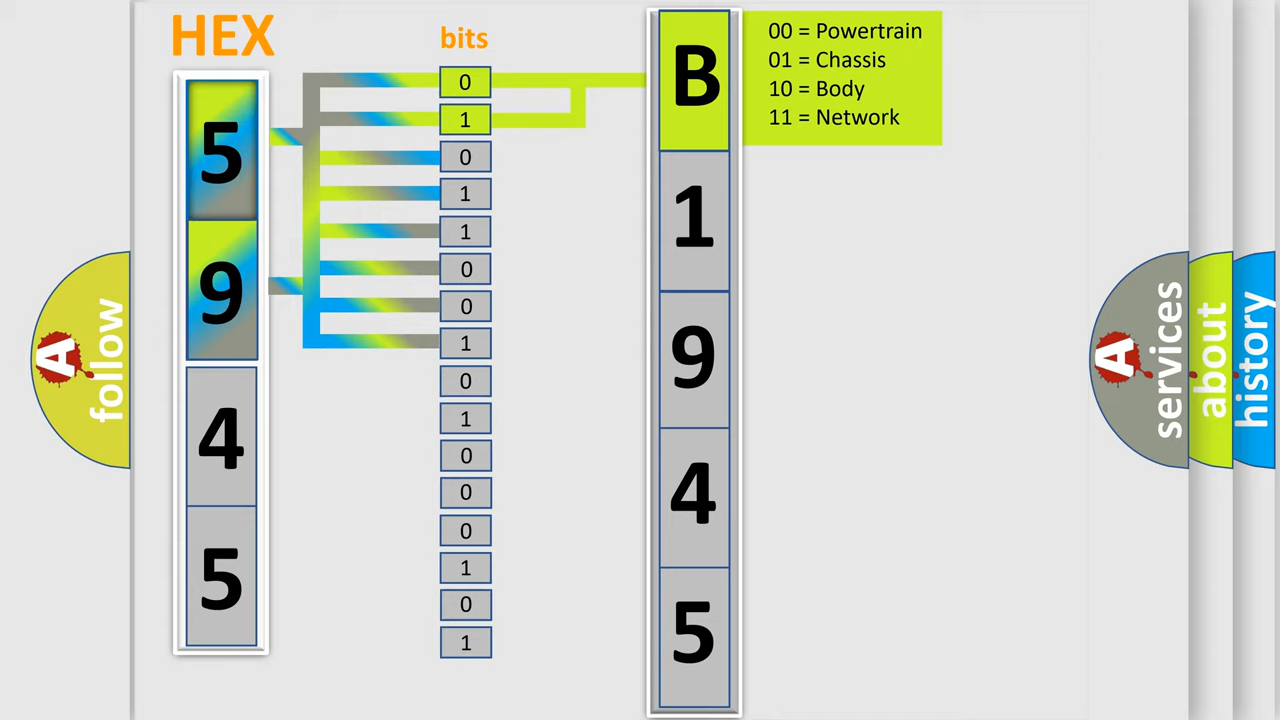 HEX
bits
5
9
4
5
0
1
0
1
1
0
0
1
0
1
0
0
0
1
0
1
B
1
9
4
5
00 = Powertrain
01 = Chassis
10 = Body
11 = Network
A
follow
A
services
about
history